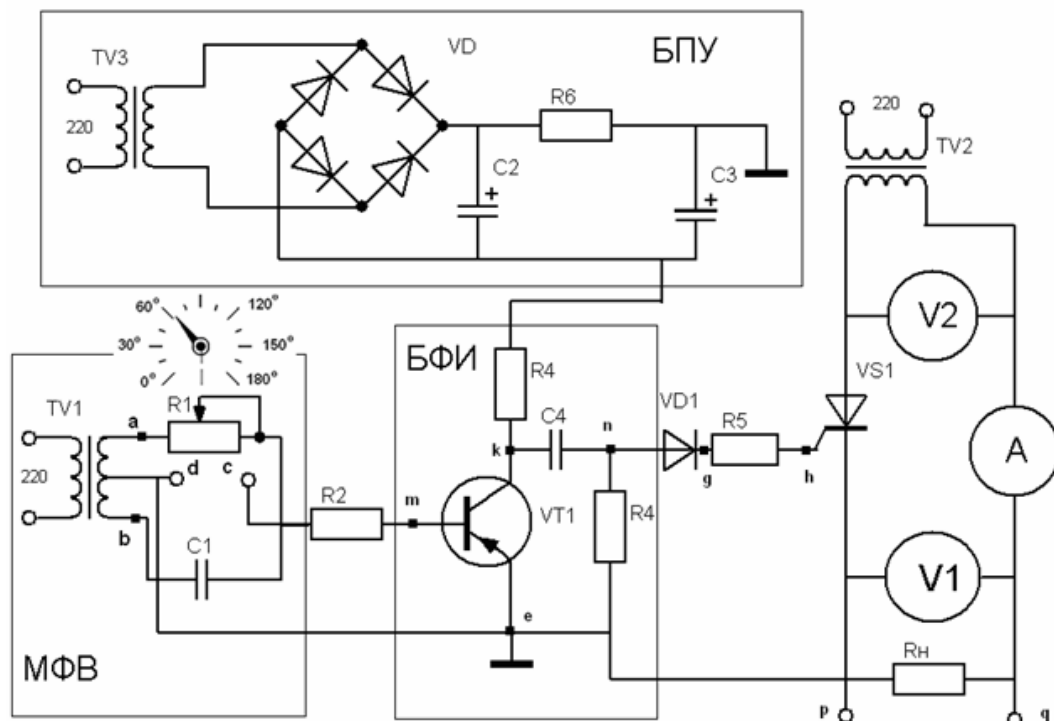 TV3
VD
БПУ
220
R6
C2
+
C3
+
220
TV2
60°
120°
30°
150°
0°
180°
БФИ
V2
TV1
R1
a
R4
C4
VD1
VS1
n
R5
220
d
c
k
g
h
A
R2
m
VT1
R4
b
C1
V1
e
МФВ
Rн
p
q